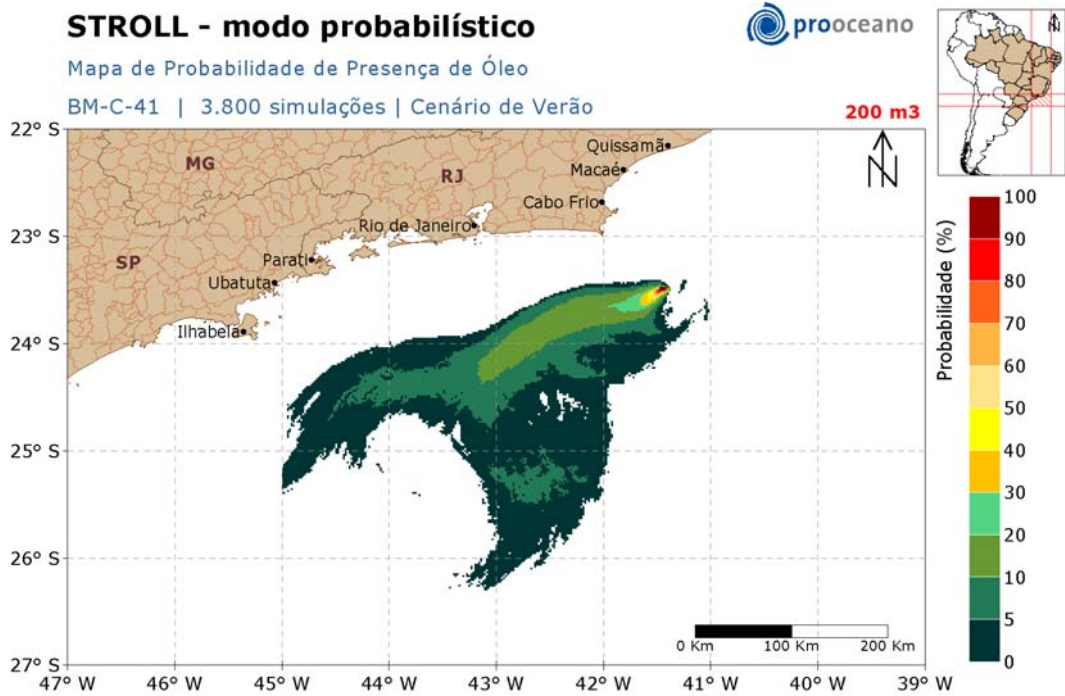 STROLL - modo probabilístico
prooceano
Mapa de Probabilidade de Presença de Óleo
BM-C-41 | 3.800 simulações | Cenário de Verão
200 m3
N
N
22° S
23° S
24° S
25° S
26° S
27° S
MG
RJ
SP
Quissamã
Macaé
Cabo Frio
Rio de Janeiro
Parati
Ubatuta
Ilhabela
0 Km
100 Km
200 Km
47° W
46° W
45° W
44° W
43° W
42° W
41° W
40° W
39° W
Probabilidade (%)
100
90
80
70
60
50
40
30
20
10
5
0